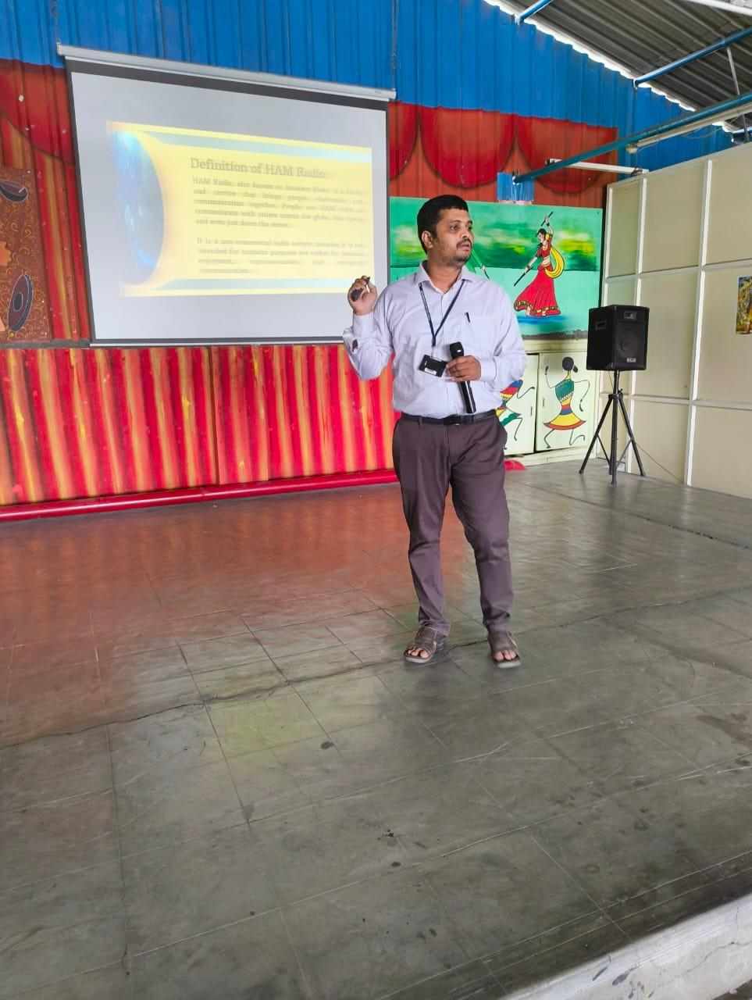 Definition of HAM Radio
HAM Radio, also known as Amateur Radio, is a hobby
and service that brings people, electronics, and
communication together. People use HAM radio to
communicate with others across the globe, into space,
and even just down the street.
It is a non-commercial radio service, meaning it is not
intended for business purposes but rather for personal
enjoyment, experimentation, and emergency
communication.